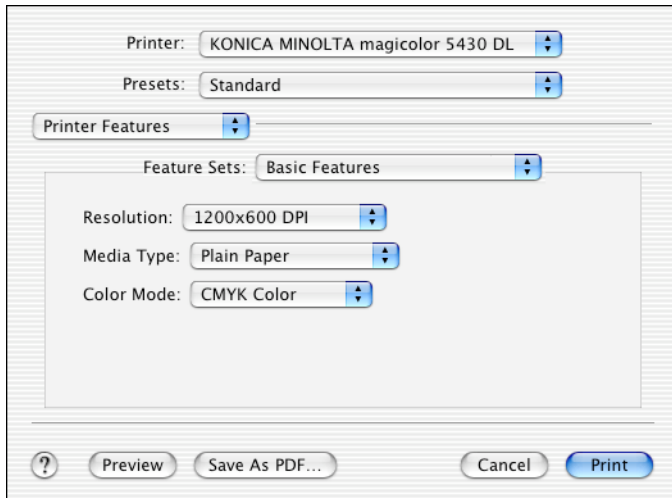 Printer: KONICA MINOLTA magicolor 5430 DL
Presets: Standard
Printer Features
Feature Sets: Basic Features
Resolution: 1200x600 DPI
Media Type: Plain Paper
Color Mode: CMYK Color
? Preview Save As PDF... Cancel Print